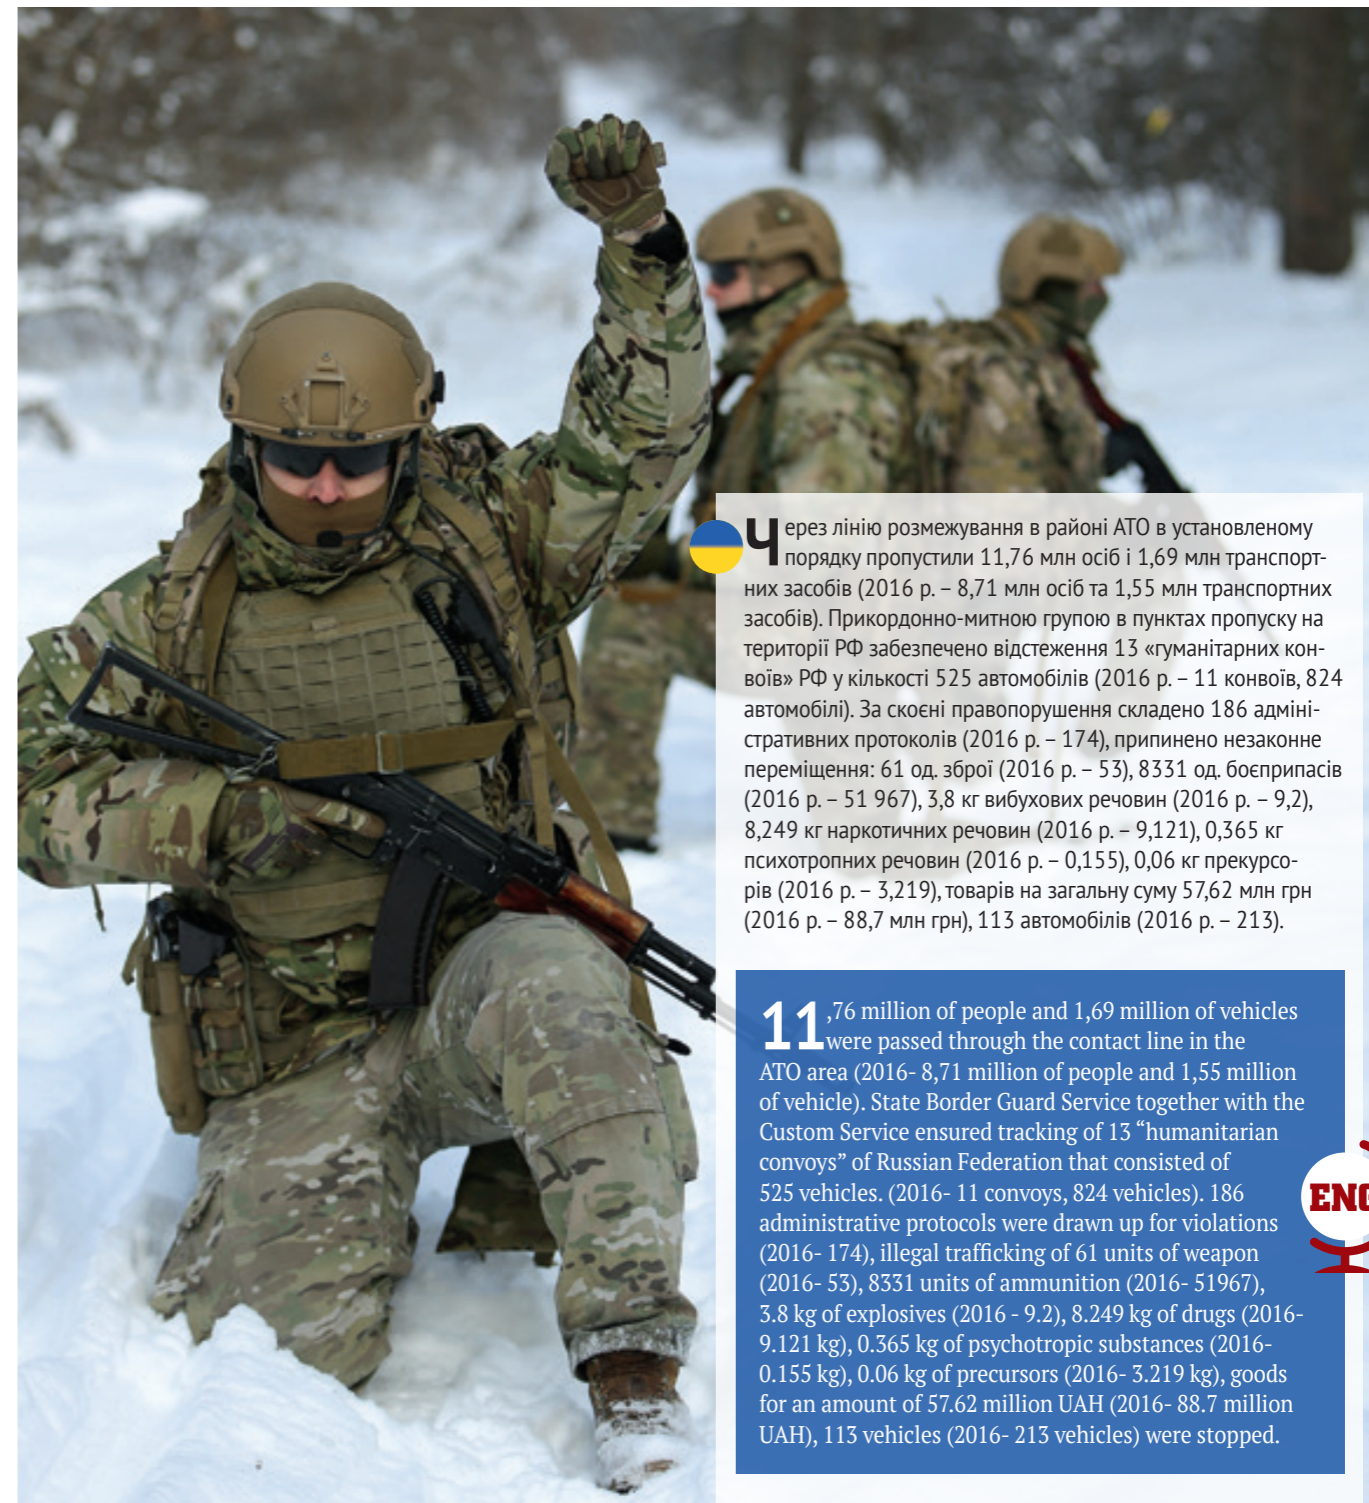 Через лінію розмежування в районі АТО в установленому
порядку пропустили 11,76 млн осіб і 1,69 млн транспорт-
них засобів (2016 р. – 8,71 млн осіб та 1,55 млн транспортних
засобів). Прикордонно-митною групою в пунктах пропуску на
території РФ забезпечено відстеження 13 «гуманітарних кон-
воїв» РФ у кількості 525 автомобілів (2016 р. – 11 конвоїв, 824
автомобілі). За скоєні правопорушення складено 186 адміні-
стративних протоколів (2016 р. – 174), припинено незаконне
переміщення: 61 од. зброї (2016 р. – 53), 8331 од. боєприпасів
(2016 р. – 51 967), 3,8 кг вибухових речовин (2016 р. – 9,2),
8,249 кг наркотичних речовин (2016 р. – 9,121), 0,365 кг
психотропних речовин (2016 р. – 0,155), 0,06 кг прекурсо-
рів (2016 р. – 3,219), товарів на загальну суму 57,62 млн грн
(2016 р. – 88,7 млн грн), 113 автомобілів (2016 р. – 213).
11,76 million of people and 1,69 million of vehicles
were passed through the contact line in the
ATO area (2016- 8,71 million of people and 1,55 million
of vehicle). State Border Guard Service together with the
Custom Service ensured tracking of 13 “humanitarian
convoys” of Russian Federation that consisted of
525 vehicles. (2016- 11 convoys, 824 vehicles). 186
administrative protocols were drawn up for violations
(2016- 174), illegal trafficking of 61 units of weapon
(2016- 53), 8331 units of ammunition (2016- 51967),
3.8 kg of explosives (2016 - 9.2), 8.249 kg of drugs (2016-
9.121 kg), 0.365 kg of psychotropic substances (2016-
0.155 kg), 0.06 kg of precursors (2016- 3.219 kg), goods
for an amount of 57.62 million UAH (2016- 88.7 million
UAH), 113 vehicles (2016- 213 vehicles) were stopped.
ENG